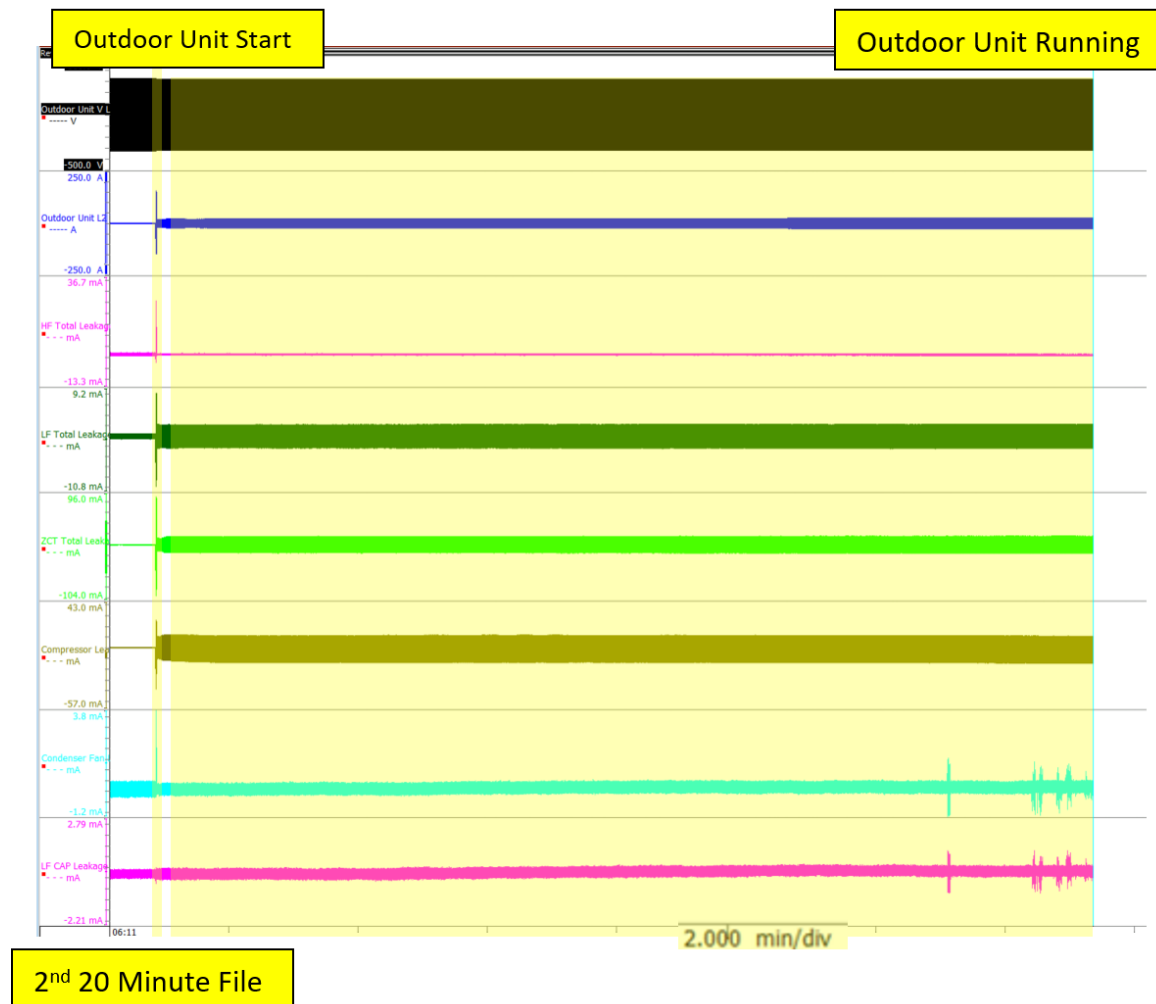 Outdoor Unit Start
Outdoor Unit Running
Re
Outdoor Unit V L
----- V
-500.0 V
250.0 A
Outdoor Unit L2
----- A
-250.0 A
36.7 mA
HF Total Leakag
- - - mA
-13.3 mA
9.2 mA
LF Total Leakag
- - - mA
-10.8 mA
96.0 mA
ZCT Total Leak
- - - mA
-104.0 mA
43.0 mA
Compressor Le
- - - mA
-57.0 mA
3.8 mA
Condenser Fan
- - - mA
-1.2 mA
2.79 mA
LF CAP Leakage
- - - mA
-2.21 mA
06:11
2.000 min/div
2nd 20 Minute File